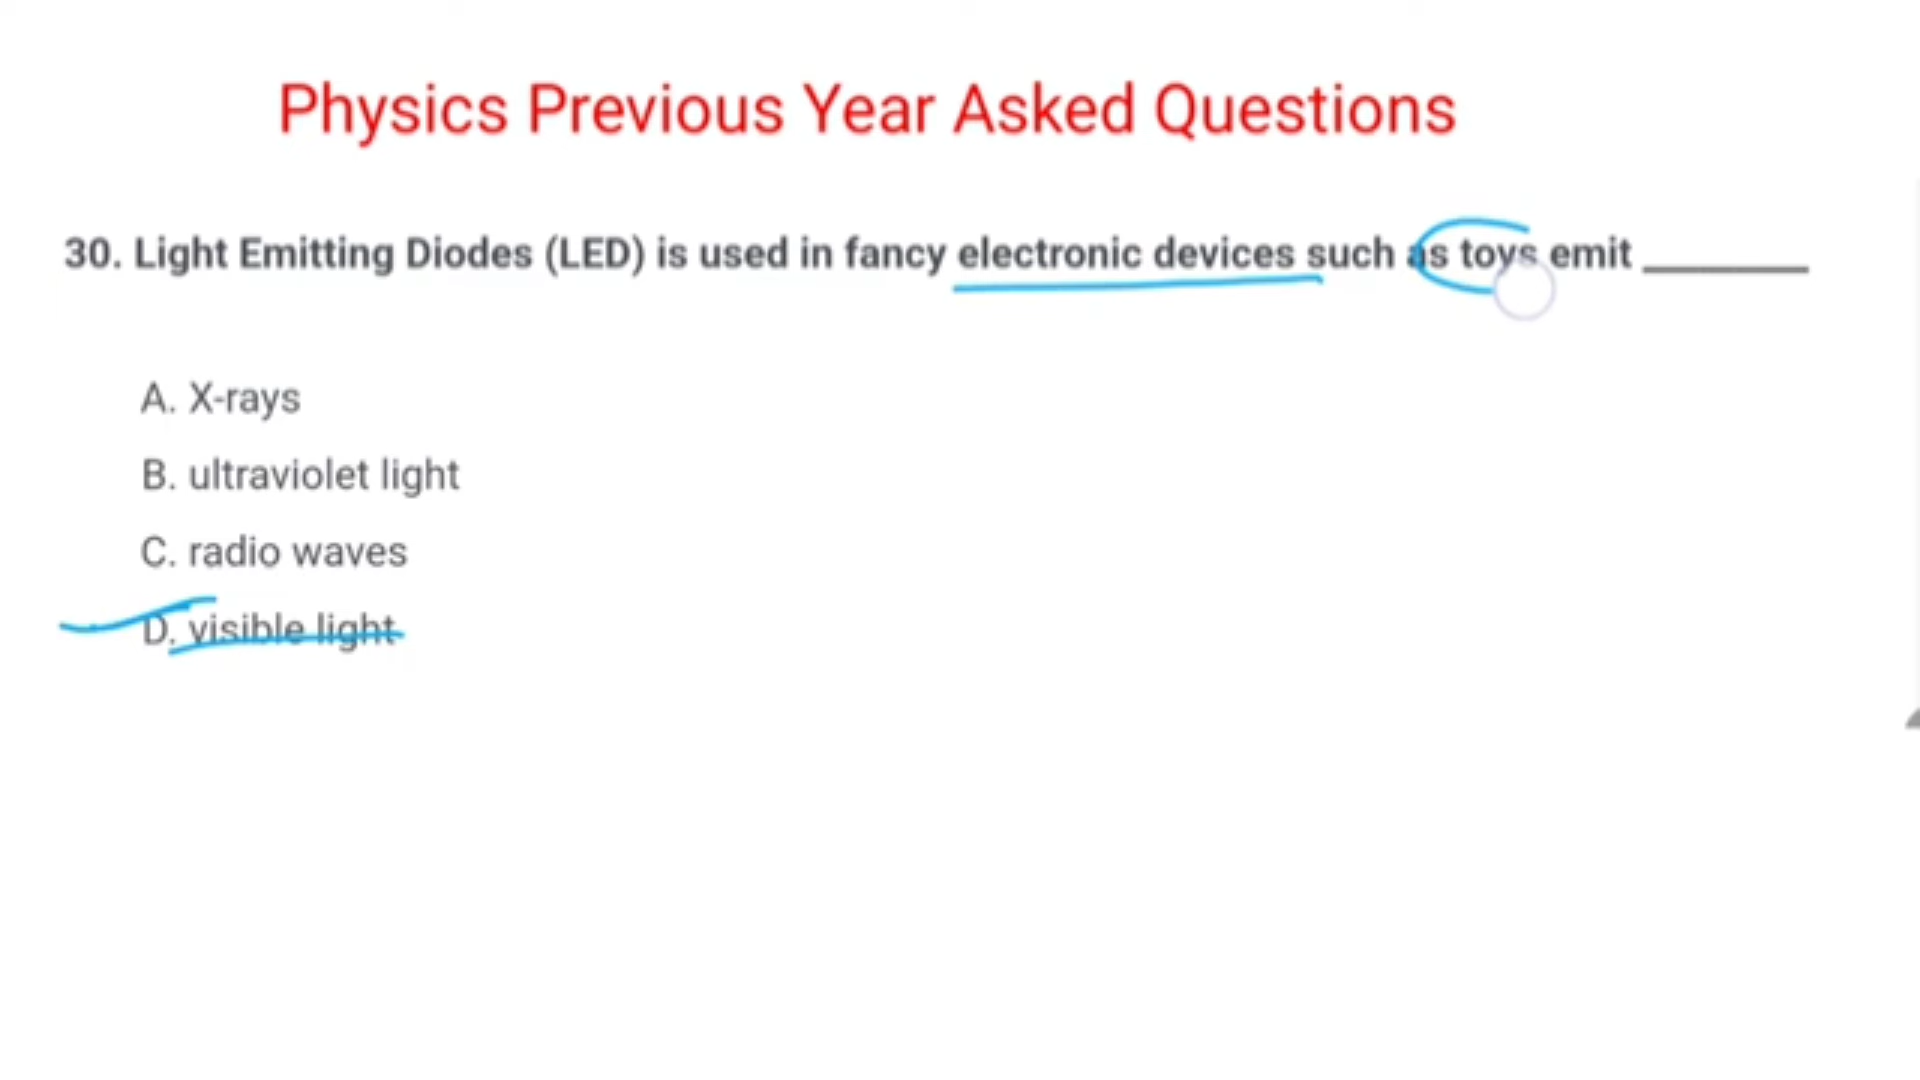 Physics Previous Year Asked Questions
30. Light Emitting Diodes (LED) is used in fancy electronic devices such as toys emit ________
A. X-rays
B. ultraviolet light
C. radio waves
D. visible light